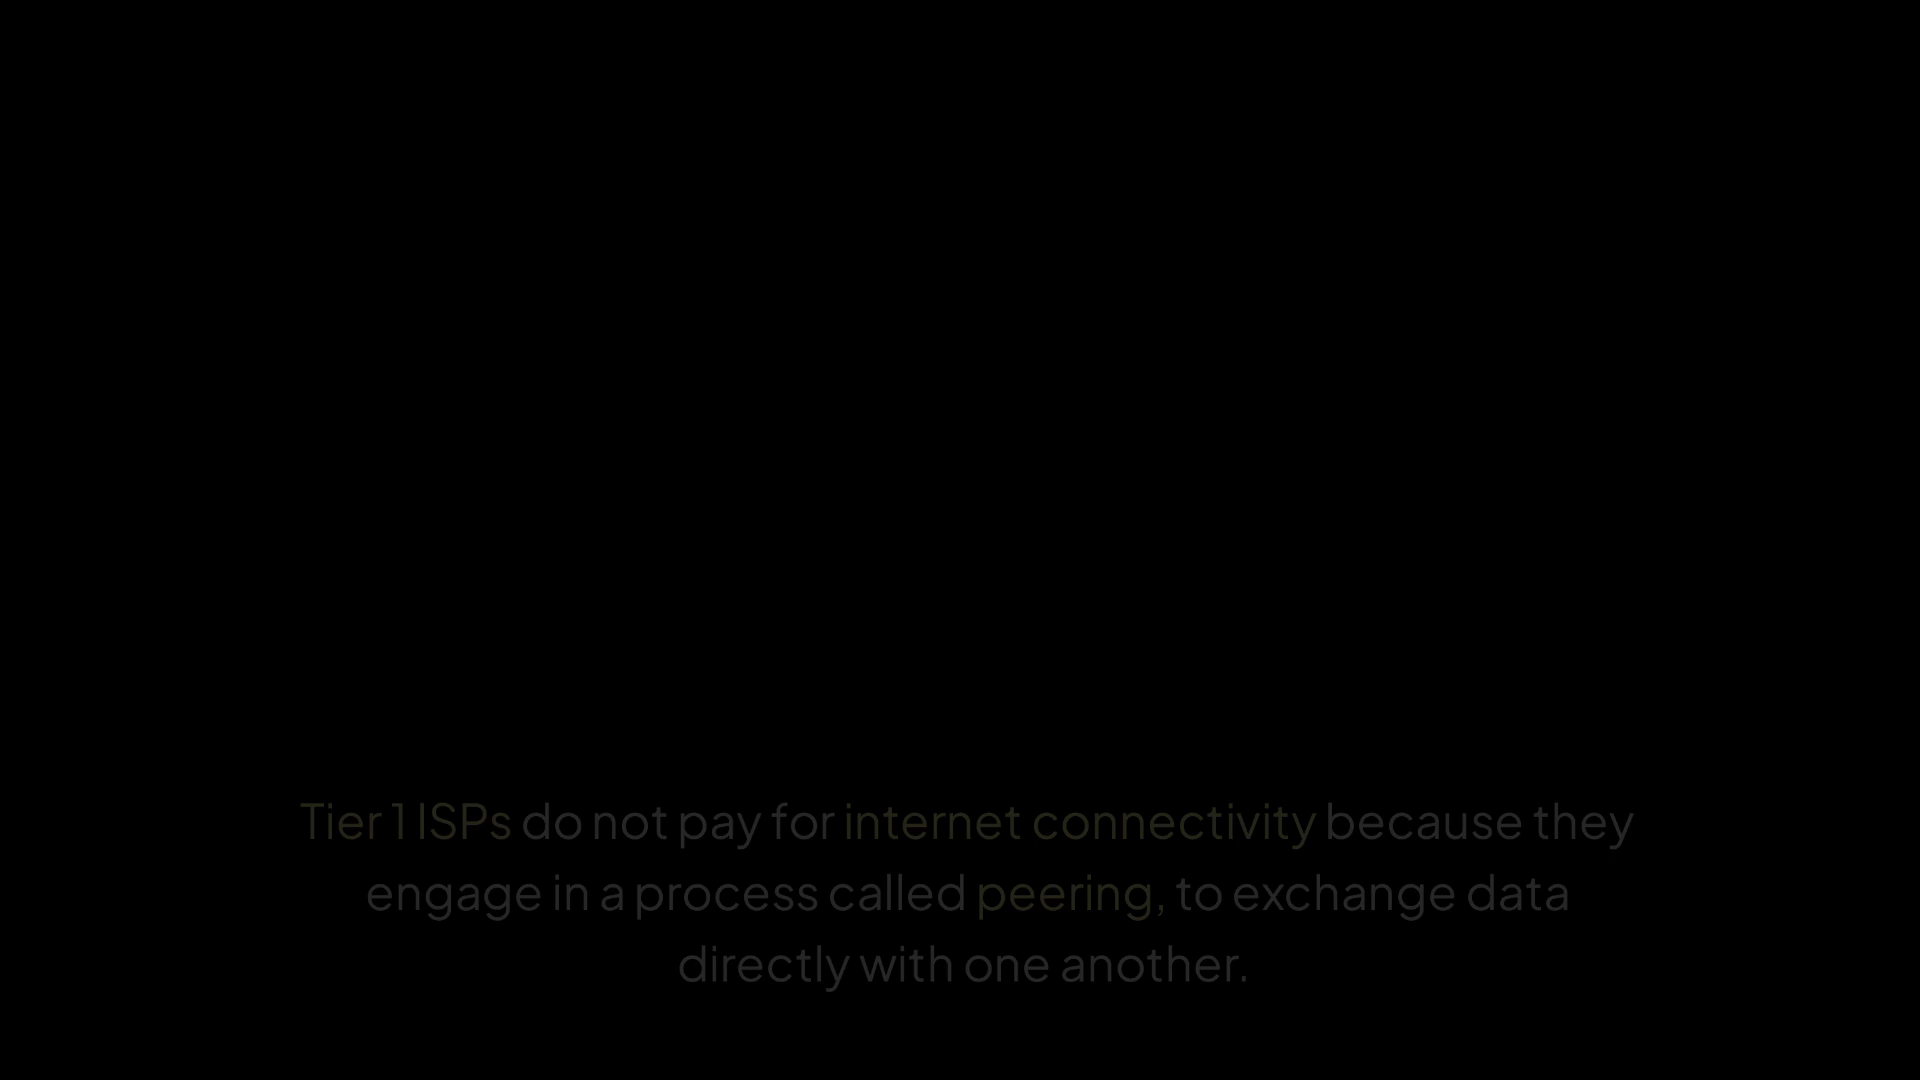 Tier 1 ISPs do not pay for internet connectivity because they
engage in a process called peering, to exchange data
directly with one another.